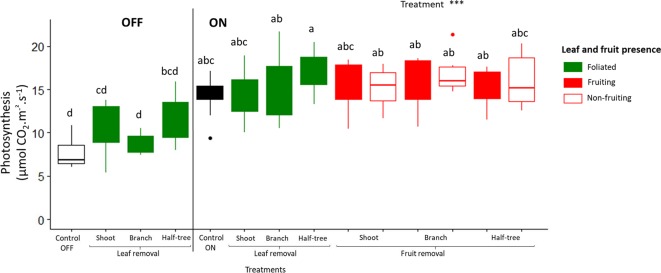 Treatment ***
OFF
ON
Leaf and fruit presence
Foliated
Fruiting
Non-fruiting
Photosynthesis
(µmol CO₂.m⁻².s⁻¹)
20
15
10
5
0
d
cd
d
bcd
abc
abc
ab
a
abc
ab
ab
ab
ab
abc
Control
OFF
Shoot
Branch
Half-tree
Leaf removal
Control
ON
Shoot
Branch
Half-tree
Leaf removal
Shoot
Branch
Half-tree
Fruit removal
Treatments